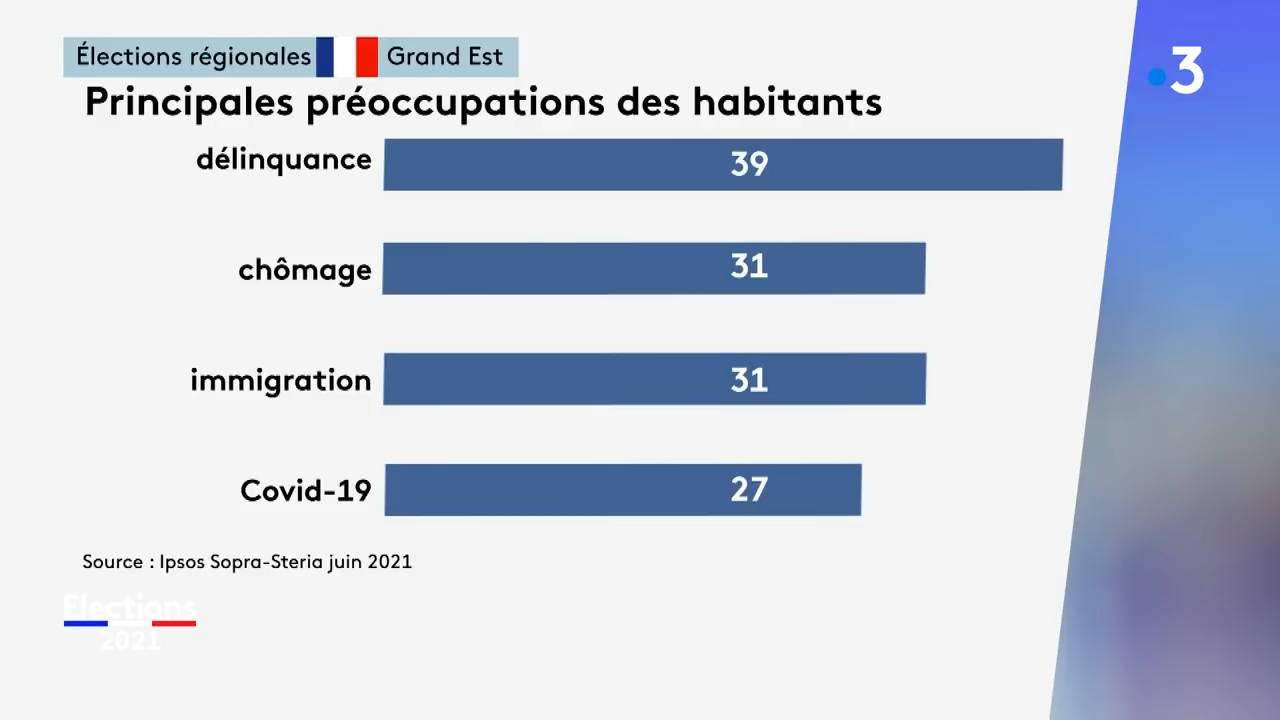 Élections régionales Grand Est
3
Principales préoccupations des habitants
délinquance 39
chômage 31
immigration 31
Covid-19 27
Source : Ipsos Sopra-Steria juin 2021
Elections
2021